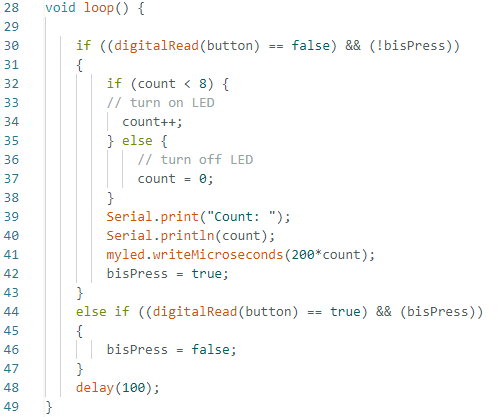 28 void loop() {
29
30     if ((digitalRead(button) == false) && (!bisPress))
31     {
32         if (count < 8) {
33         // turn on LED
34           count++;
35         } else {
36             // turn off LED
37             count = 0;
38         }
39         Serial.print("Count: ");
40         Serial.println(count);
41         myled.writeMicroseconds(200*count);
42         bisPress = true;
43     }
44     else if ((digitalRead(button) == true) && (bisPress))
45     {
46         bisPress = false;
47     }
48     delay(100);
49 }